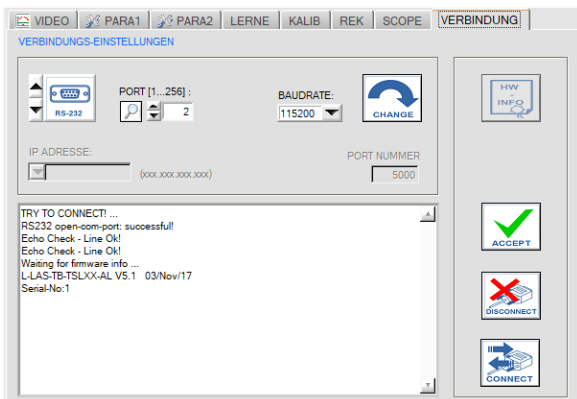 VIDEO PARA1 PARA2 LERNE KALIB REK SCOPE VERBINDUNG
VERBINDUNGS-EINSTELLUNGEN
RS-232
PORT [1...256] :
2
BAUDRATE:
115200
CHANGE
HW
-
INFO
IP ADRESSE:
(xxx.xxx.xxx.xxx)
PORT NUMMER
5000
TRY TO CONNECT! ...
RS232 open-com-port: successful!
Echo Check - Line Ok!
Echo Check - Line Ok!
Waiting for firmware info ...
L-LAS-TB-TSLXX-AL V5.1 03/Nov/17
Serial-No:1
ACCEPT
DISCONNECT
CONNECT